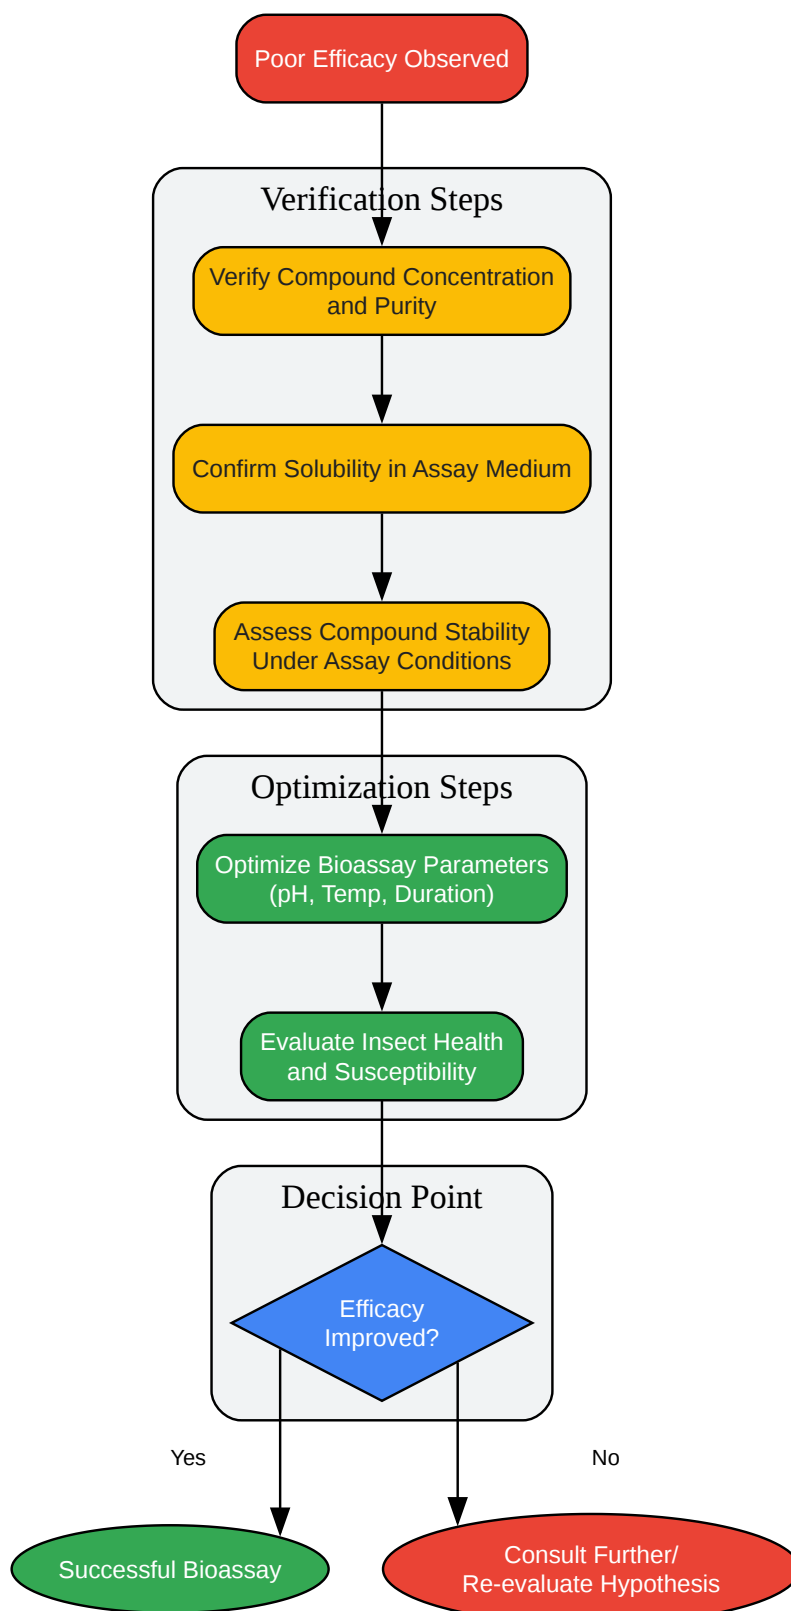 Poor Efficacy Observed
Verification Steps
Verify Compound Concentration
and Purity
Confirm Solubility in Assay Medium
Assess Compound Stability
Under Assay Conditions
Optimization Steps
Optimize Bioassay Parameters
(pH, Temp, Duration)
Evaluate Insect Health
and Susceptibility
Decision Point
Efficacy
Improved?
Yes
No
Successful Bioassay
Consult Further/
Re-evaluate Hypothesis